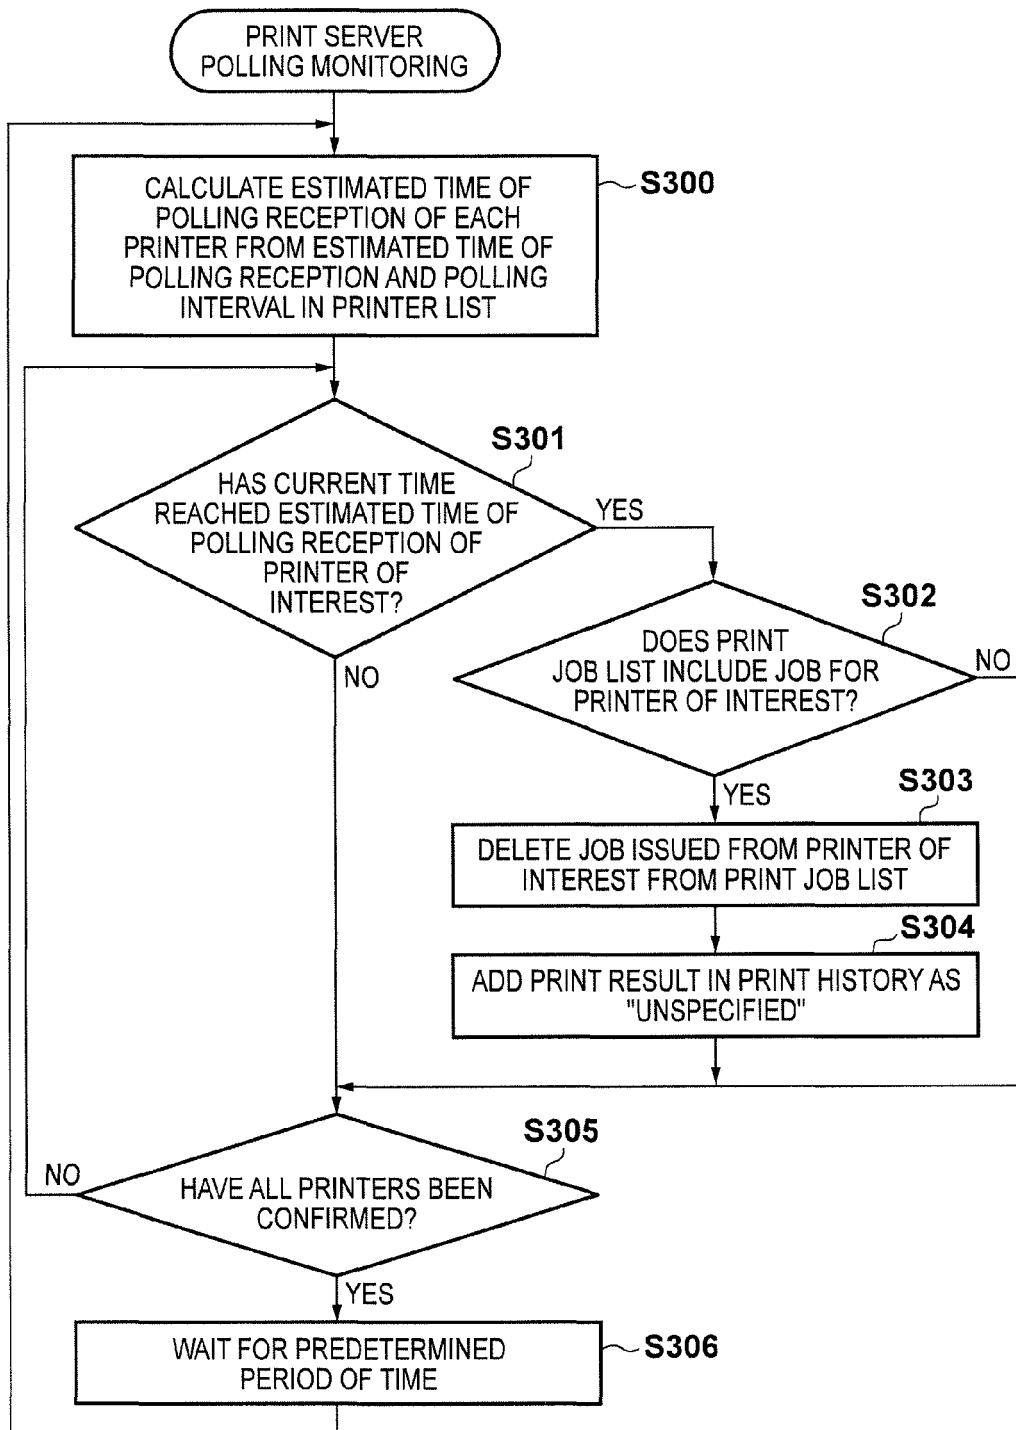 PRINT SERVER
POLLING MONITORING
CALCULATE ESTIMATED TIME OF
POLLING RECEPTION OF EACH
PRINTER FROM ESTIMATED TIME OF
POLLING RECEPTION AND POLLING
INTERVAL IN PRINTER LIST
S300
S301
HAS CURRENT TIME
REACHED ESTIMATED TIME OF
POLLING RECEPTION OF
PRINTER OF
INTEREST?
YES
NO
S302
DOES PRINT
JOB LIST INCLUDE JOB FOR
PRINTER OF INTEREST?
NO
YES
S303
DELETE JOB ISSUED FROM PRINTER OF
INTEREST FROM PRINT JOB LIST
S304
ADD PRINT RESULT IN PRINT HISTORY AS
"UNSPECIFIED"
S305
HAVE ALL PRINTERS BEEN
CONFIRMED?
NO
YES
WAIT FOR PREDETERMINED
PERIOD OF TIME
S306